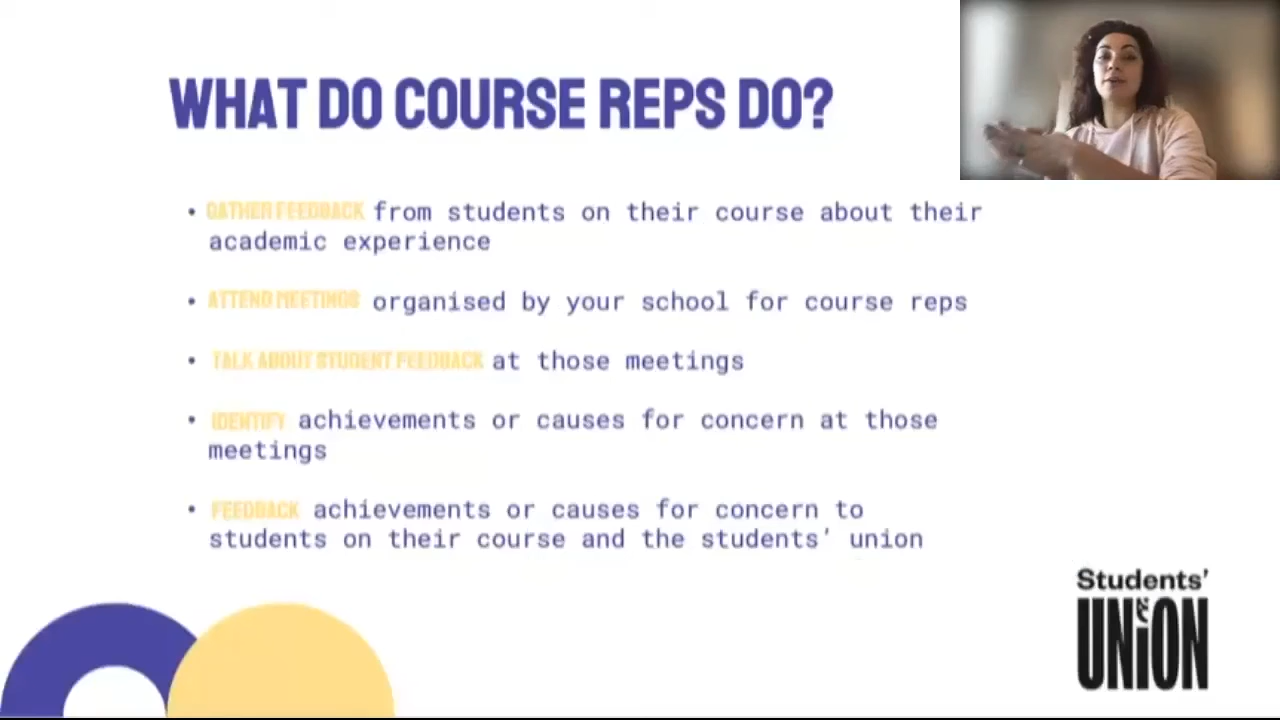 WHAT DO COURSE REPS DO?
• GATHER FEEDBACK from students on their course about their
academic experience
• ATTEND MEETINGS organised by your school for course reps
• TALK ABOUT STUDENT FEEDBACK at those meetings
• IDENTIFY achievements or causes for concern at those
meetings
• FEEDBACK achievements or causes for concern to
students on their course and the students’ union
Students’
UNiON